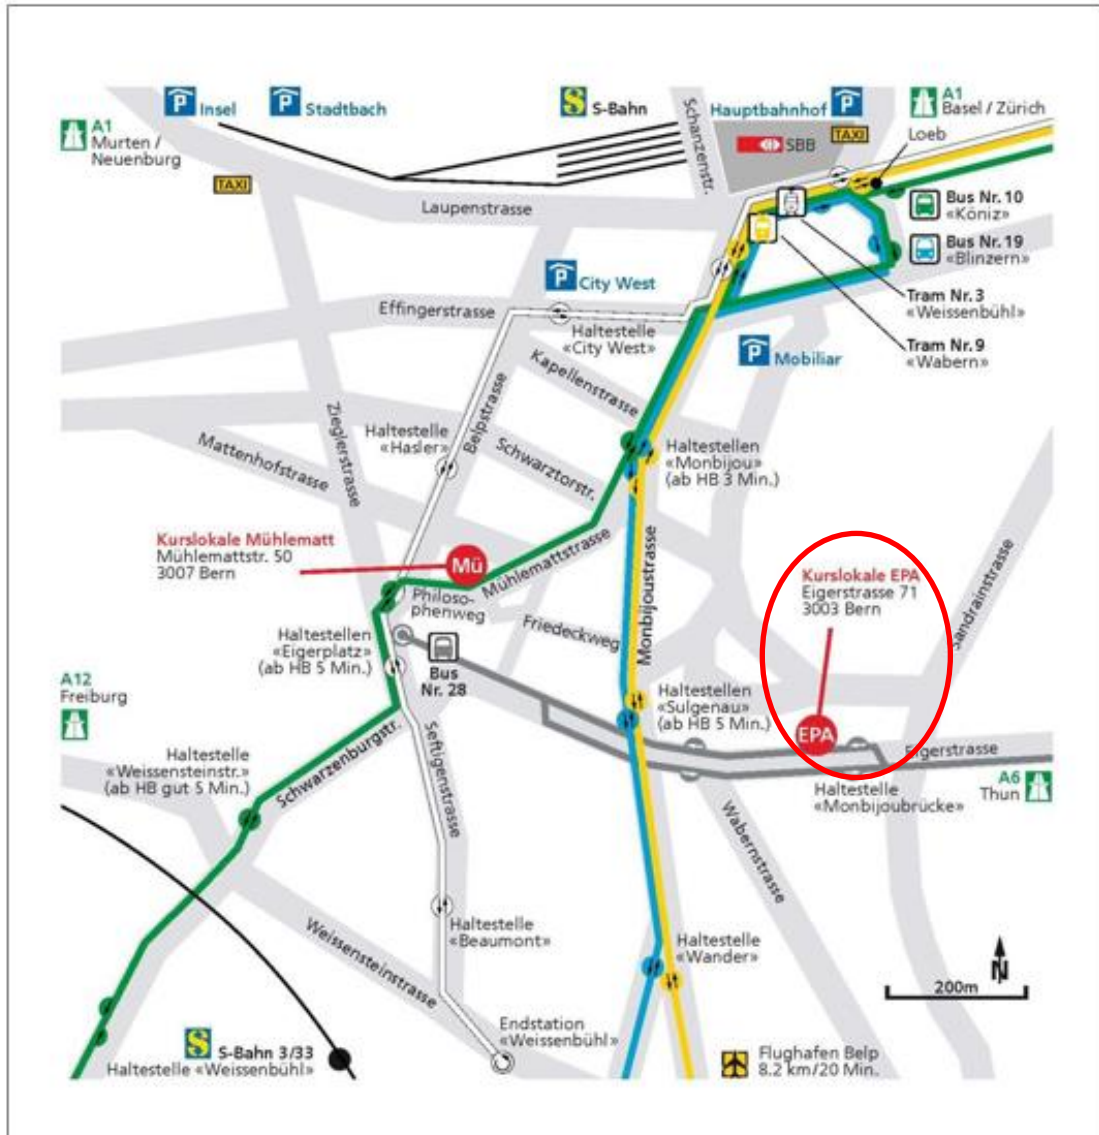 P Insel
P Stadtbach
S S-Bahn
Schanzenstr.
Hauptbahnhof P
A1
Basel / Zürich
A1
Murten /
Neuenburg
SBB
TAXI
Loeb
TAXI
Laupenstrasse
Bus Nr. 10
«Köniz»
Bus Nr. 19
«Blinzern»
P City West
Effingerstrasse
Haltestelle
«City West»
Tram Nr. 3
«Weissenbühl»
Tram Nr. 9
«Wabern»
P Mobiliar
Kapellenstrasse
Belpstrasse
Zieglerstrasse
Haltestelle
«Hasler»
Mattenhofstrasse
Schwarztorstr.
Haltestellen
«Monbijou»
(ab HB 3 Min.)
Kurslokale Mühlematt
Mühlemattstr. 50
3007 Bern
Mü
Mühlemattstrasse
Monbijoustrasse
Kurslokale EPA
Eigerstrasse 71
3003 Bern
Sandrainstrasse
Philoso-
phenweg
Friedeckweg
Haltestellen
«Eigerplatz»
(ab HB 5 Min.)
Bus
Nr. 28
A12
Freiburg
Haltestellen
«Sulgenau»
(ab HB 5 Min.)
EPA
Eigerstrasse
Haltestelle
«Weissensteinstr.»
(ab HB gut 5 Min.)
Schwarzenburgstr.
Seftigenstrasse
Haltestelle
«Monbijoubrücke»
A6
Thun
Wabernstrasse
Haltestelle
«Beaumont»
Weissensteinstrasse
Haltestelle
«Wander»
N
200m
Endstation
«Weissenbühl»
S S-Bahn 3/33
Haltestelle «Weissenbühl»
Flughafen Belp
8.2 km/20 Min.